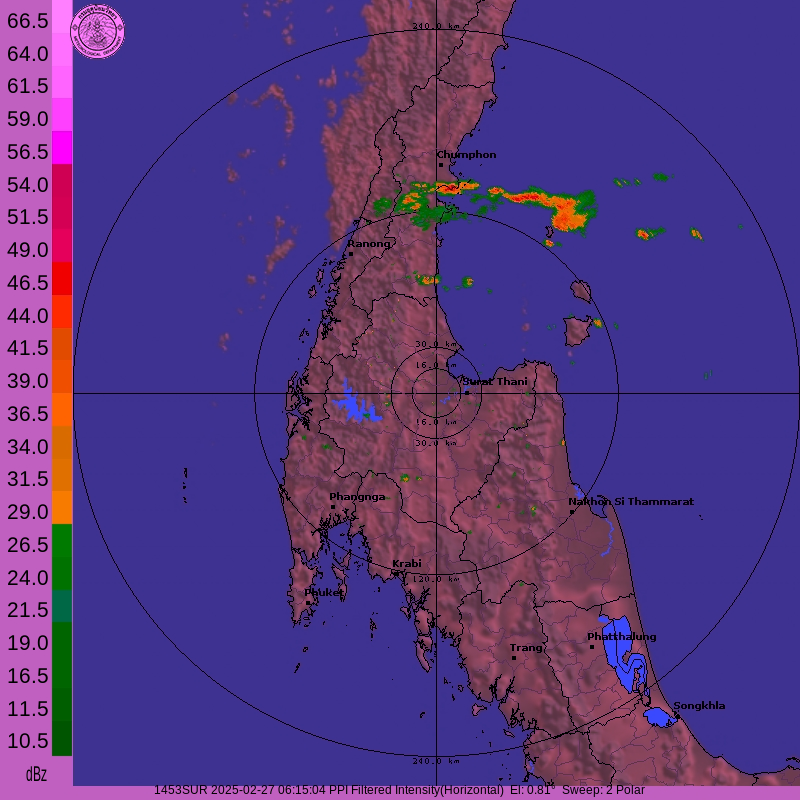 66.5
64.0
61.5
59.0
56.5
54.0
51.5
49.0
46.5
44.0
41.5
39.0
36.5
34.0
31.5
29.0
26.5
24.0
21.5
19.0
16.5
11.5
10.5
dBz
240.0 km
Chumphon
Ranong
30.0 km
16.0 km
Surat Thani
16.0 km
30.0 km
Phangnga
Nakhon Si Thammarat
Krabi
120.0 km
Phuket
Phatthalung
Trang
Songkhla
240.0 km
1453SUR 2025-02-27 06:15:04 PPI Filtered Intensity(Horizontal) El: 0.81° Sweep: 2 Polar